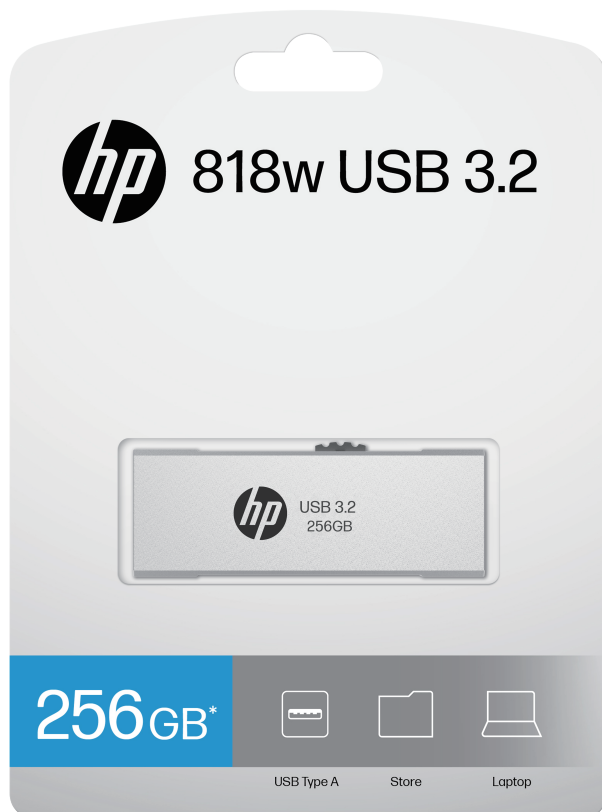 hp 818w USB 3.2
hp USB 3.2
256GB
256GB*
USB Type A Store Laptop